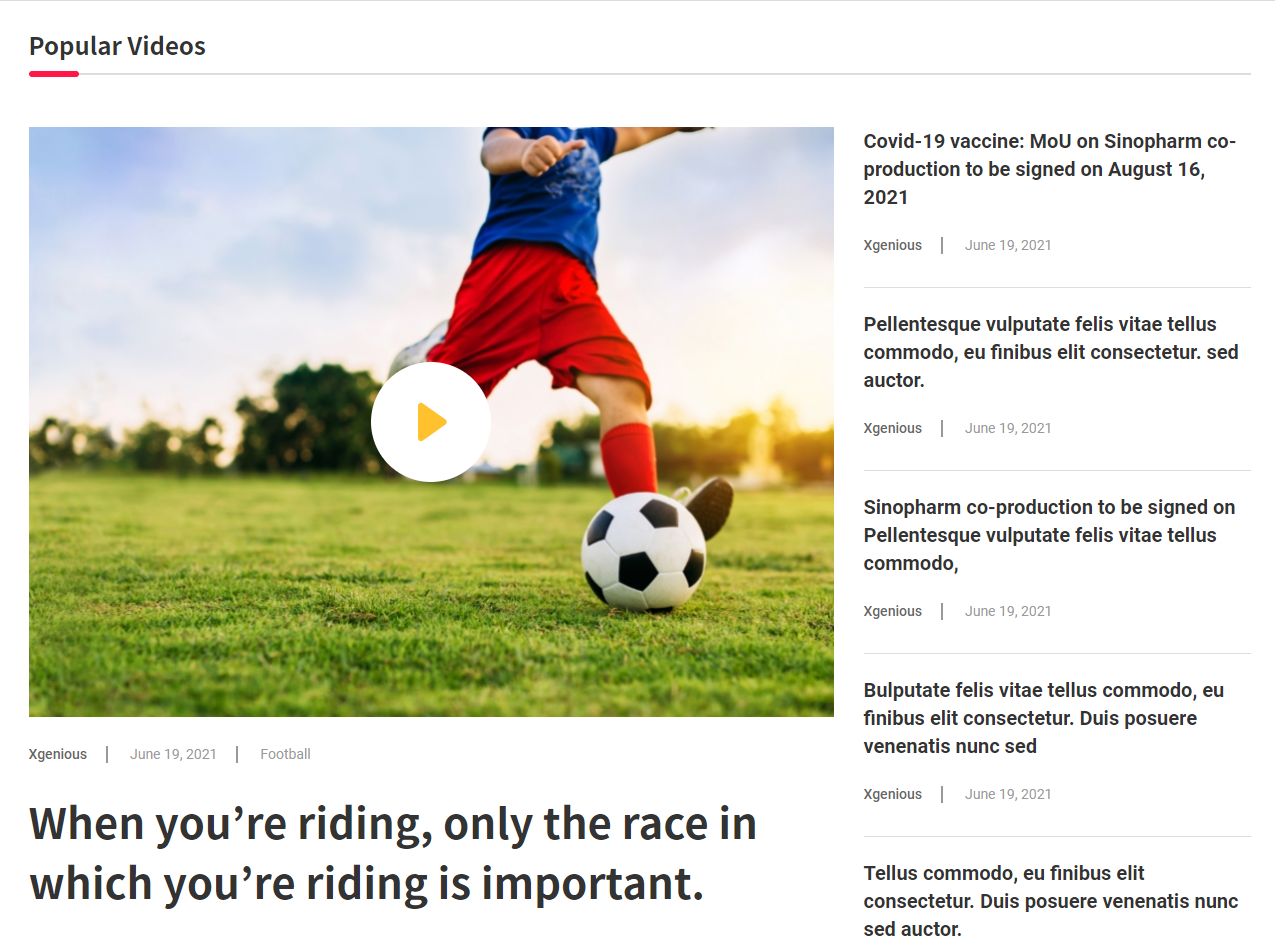 Popular Videos
Xgenious
June 19, 2021
Football
When you’re riding, only the race in
which you’re riding is important.
Covid-19 vaccine: MoU on Sinopharm co-
production to be signed on August 16,
2021
Xgenious
June 19, 2021
Pellentesque vulputate felis vitae tellus
commodo, eu finibus elit consectetur. sed
auctor.
Xgenious
June 19, 2021
Sinopharm co-production to be signed on
Pellentesque vulputate felis vitae tellus
commodo,
Xgenious
June 19, 2021
Bulputate felis vitae tellus commodo, eu
finibus elit consectetur. Duis posuere
venenatis nunc sed
Xgenious
June 19, 2021
Tellus commodo, eu finibus elit
consectetur. Duis posuere venenatis nunc
sed auctor.